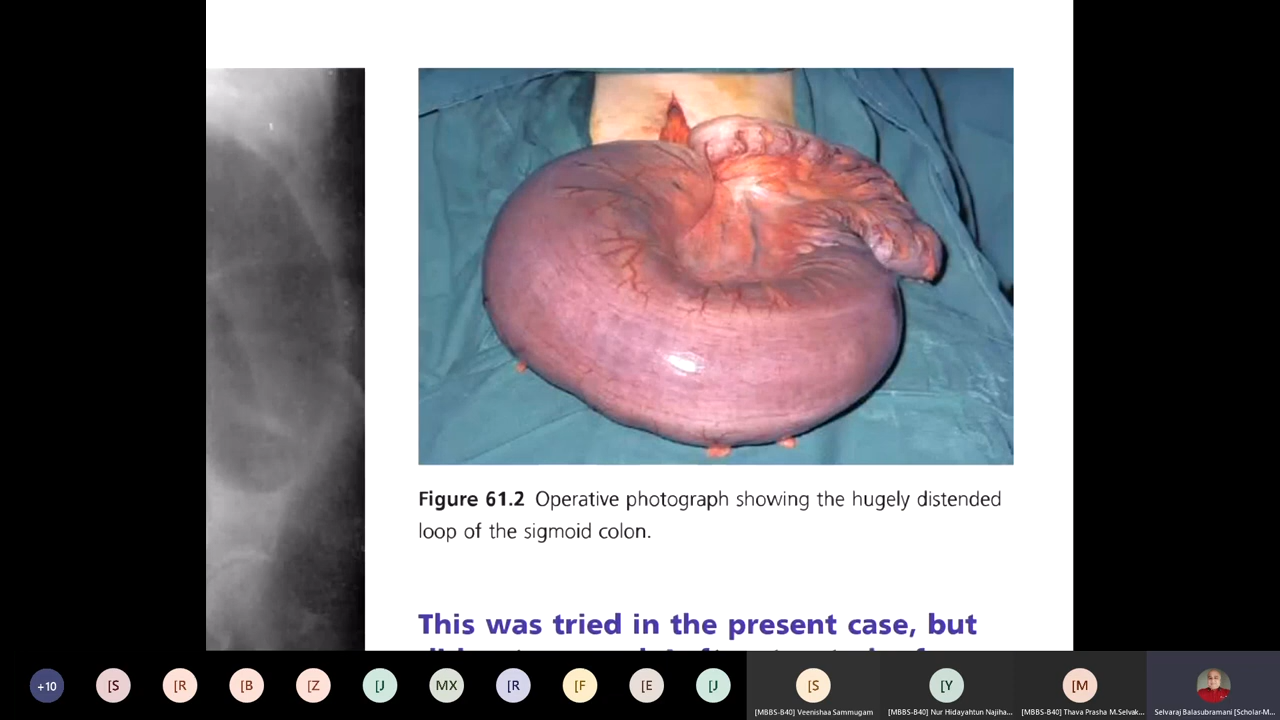 Figure 61.2 Operative photograph showing the hugely distended
loop of the sigmoid colon.
This was tried in the present case, but
+10
[S
[R
[B
[Z
[J
MX
[R
[F
[E
[J
[S
[Y
[M
[MBBS-B40] Veenishaa Sammugam
[MBBS-B40] Nur Hidayahtun Najiha...
[MBBS-B40] Thava Prasha M.Selvak...
Selvaraj Balasubramani [Scholar-M...